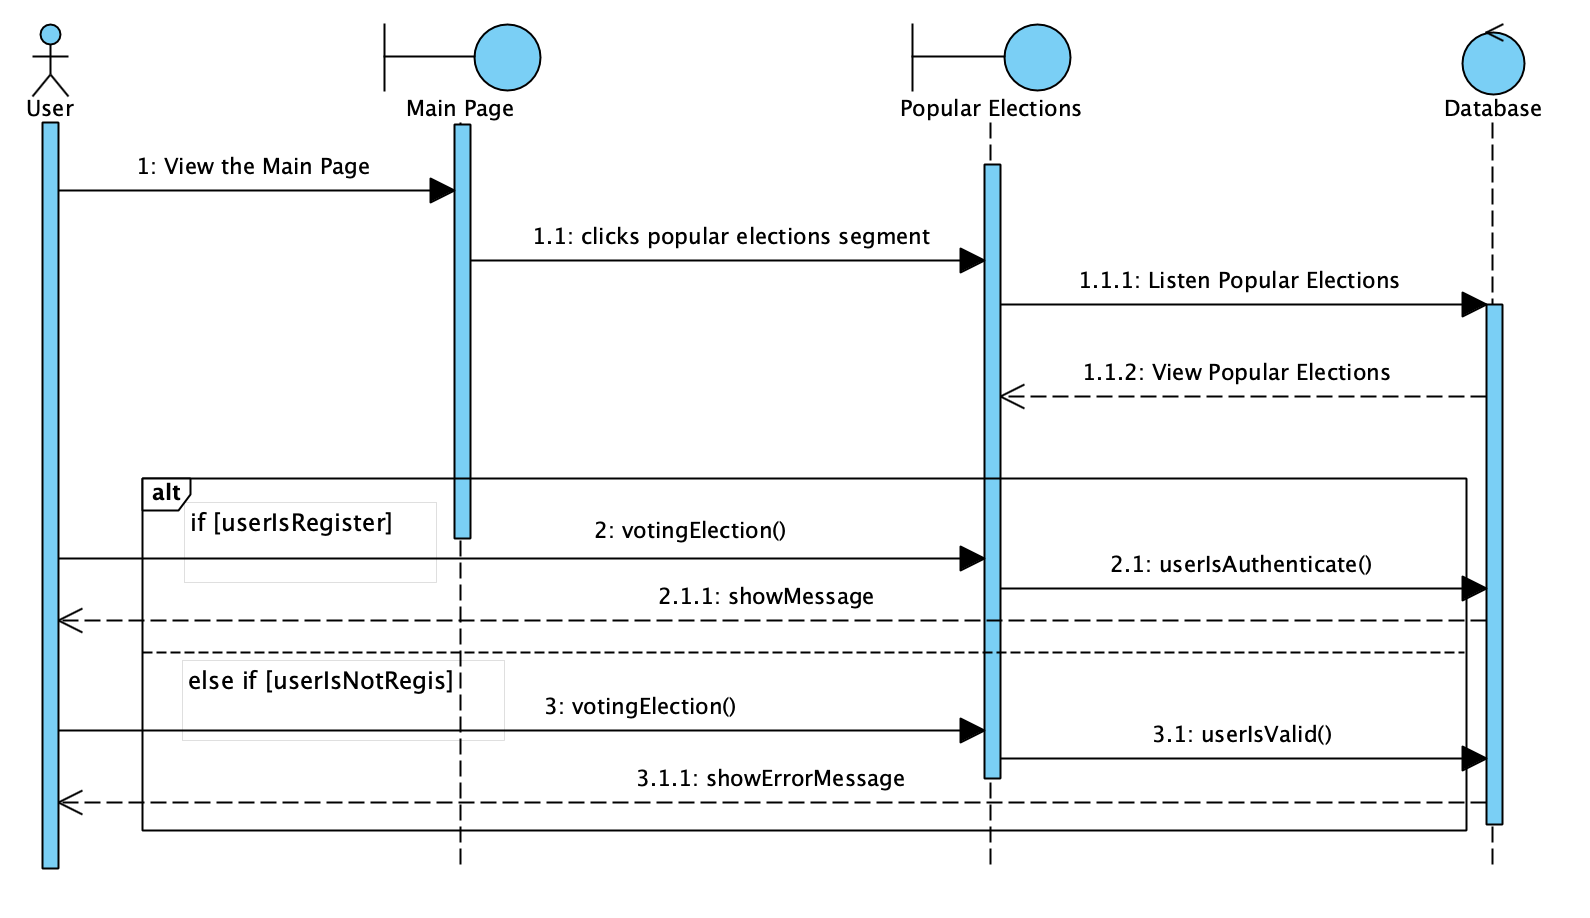 User
Main Page
Popular Elections
Database
1: View the Main Page
1.1: clicks popular elections segment
1.1.1: Listen Popular Elections
1.1.2: View Popular Elections
alt
if [userIsRegister]
2: votingElection()
2.1: userIsAuthenticate()
2.1.1: showMessage
else if [userIsNotRegis]
3: votingElection()
3.1: userIsValid()
3.1.1: showErrorMessage